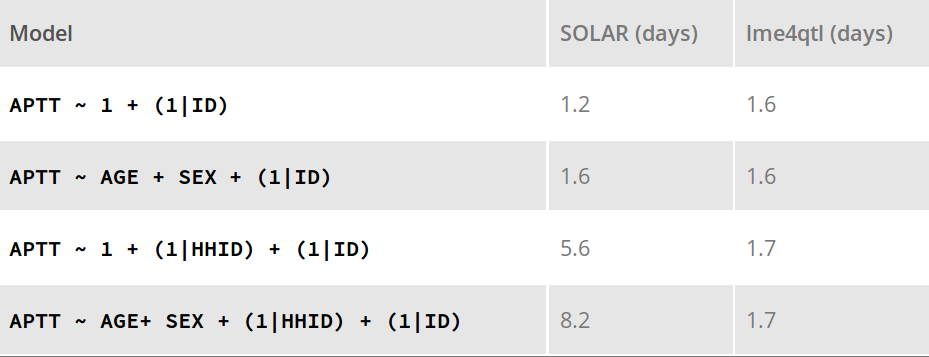 Model SOLAR (days) lme4qtl (days)
APTT ~ 1 + (1|ID) 1.2 1.6
APTT ~ AGE + SEX + (1|ID) 1.6 1.6
APTT ~ 1 + (1|HHID) + (1|ID) 5.6 1.7
APTT ~ AGE+ SEX + (1|HHID) + (1|ID) 8.2 1.7